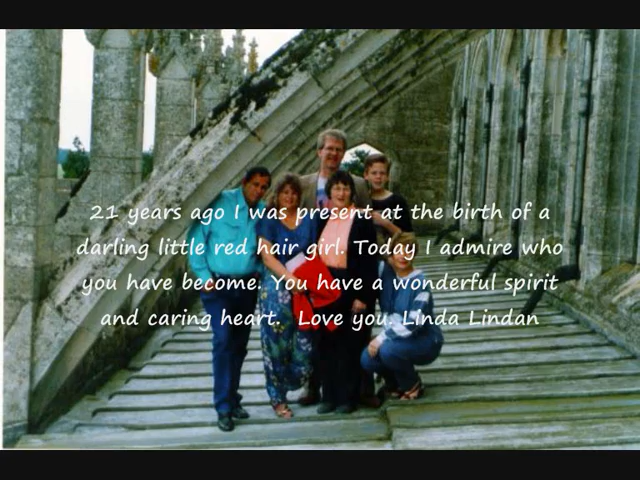 21 years ago I was present at the birth of a
darling little red hair girl. Today I admire who
you have become. You have a wonderful spirit
and caring heart.  Love you. Linda Lindan